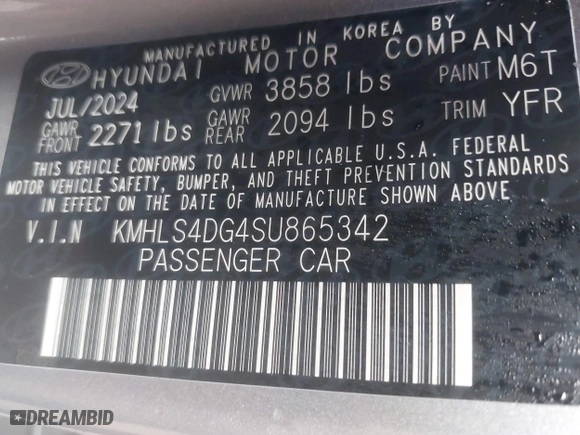 MANUFACTURED IN KOREA BY
HYUNDAI MOTOR COMPANY
JUL/2024 GVWR 3858 lbs PAINT M6T
GAWR FRONT 2271 lbs GAWR REAR 2094 lbs TRIM YFR
THIS VEHICLE CONFORMS TO ALL APPLICABLE U.S.A. FEDERAL
MOTOR VEHICLE SAFETY, BUMPER, AND THEFT PREVENTION STANDARDS
IN EFFECT ON THE DATE OF MANUFACTURE SHOWN ABOVE
V.I.N KMHLS4DG4SU865342
PASSENGER CAR
DREAMBID